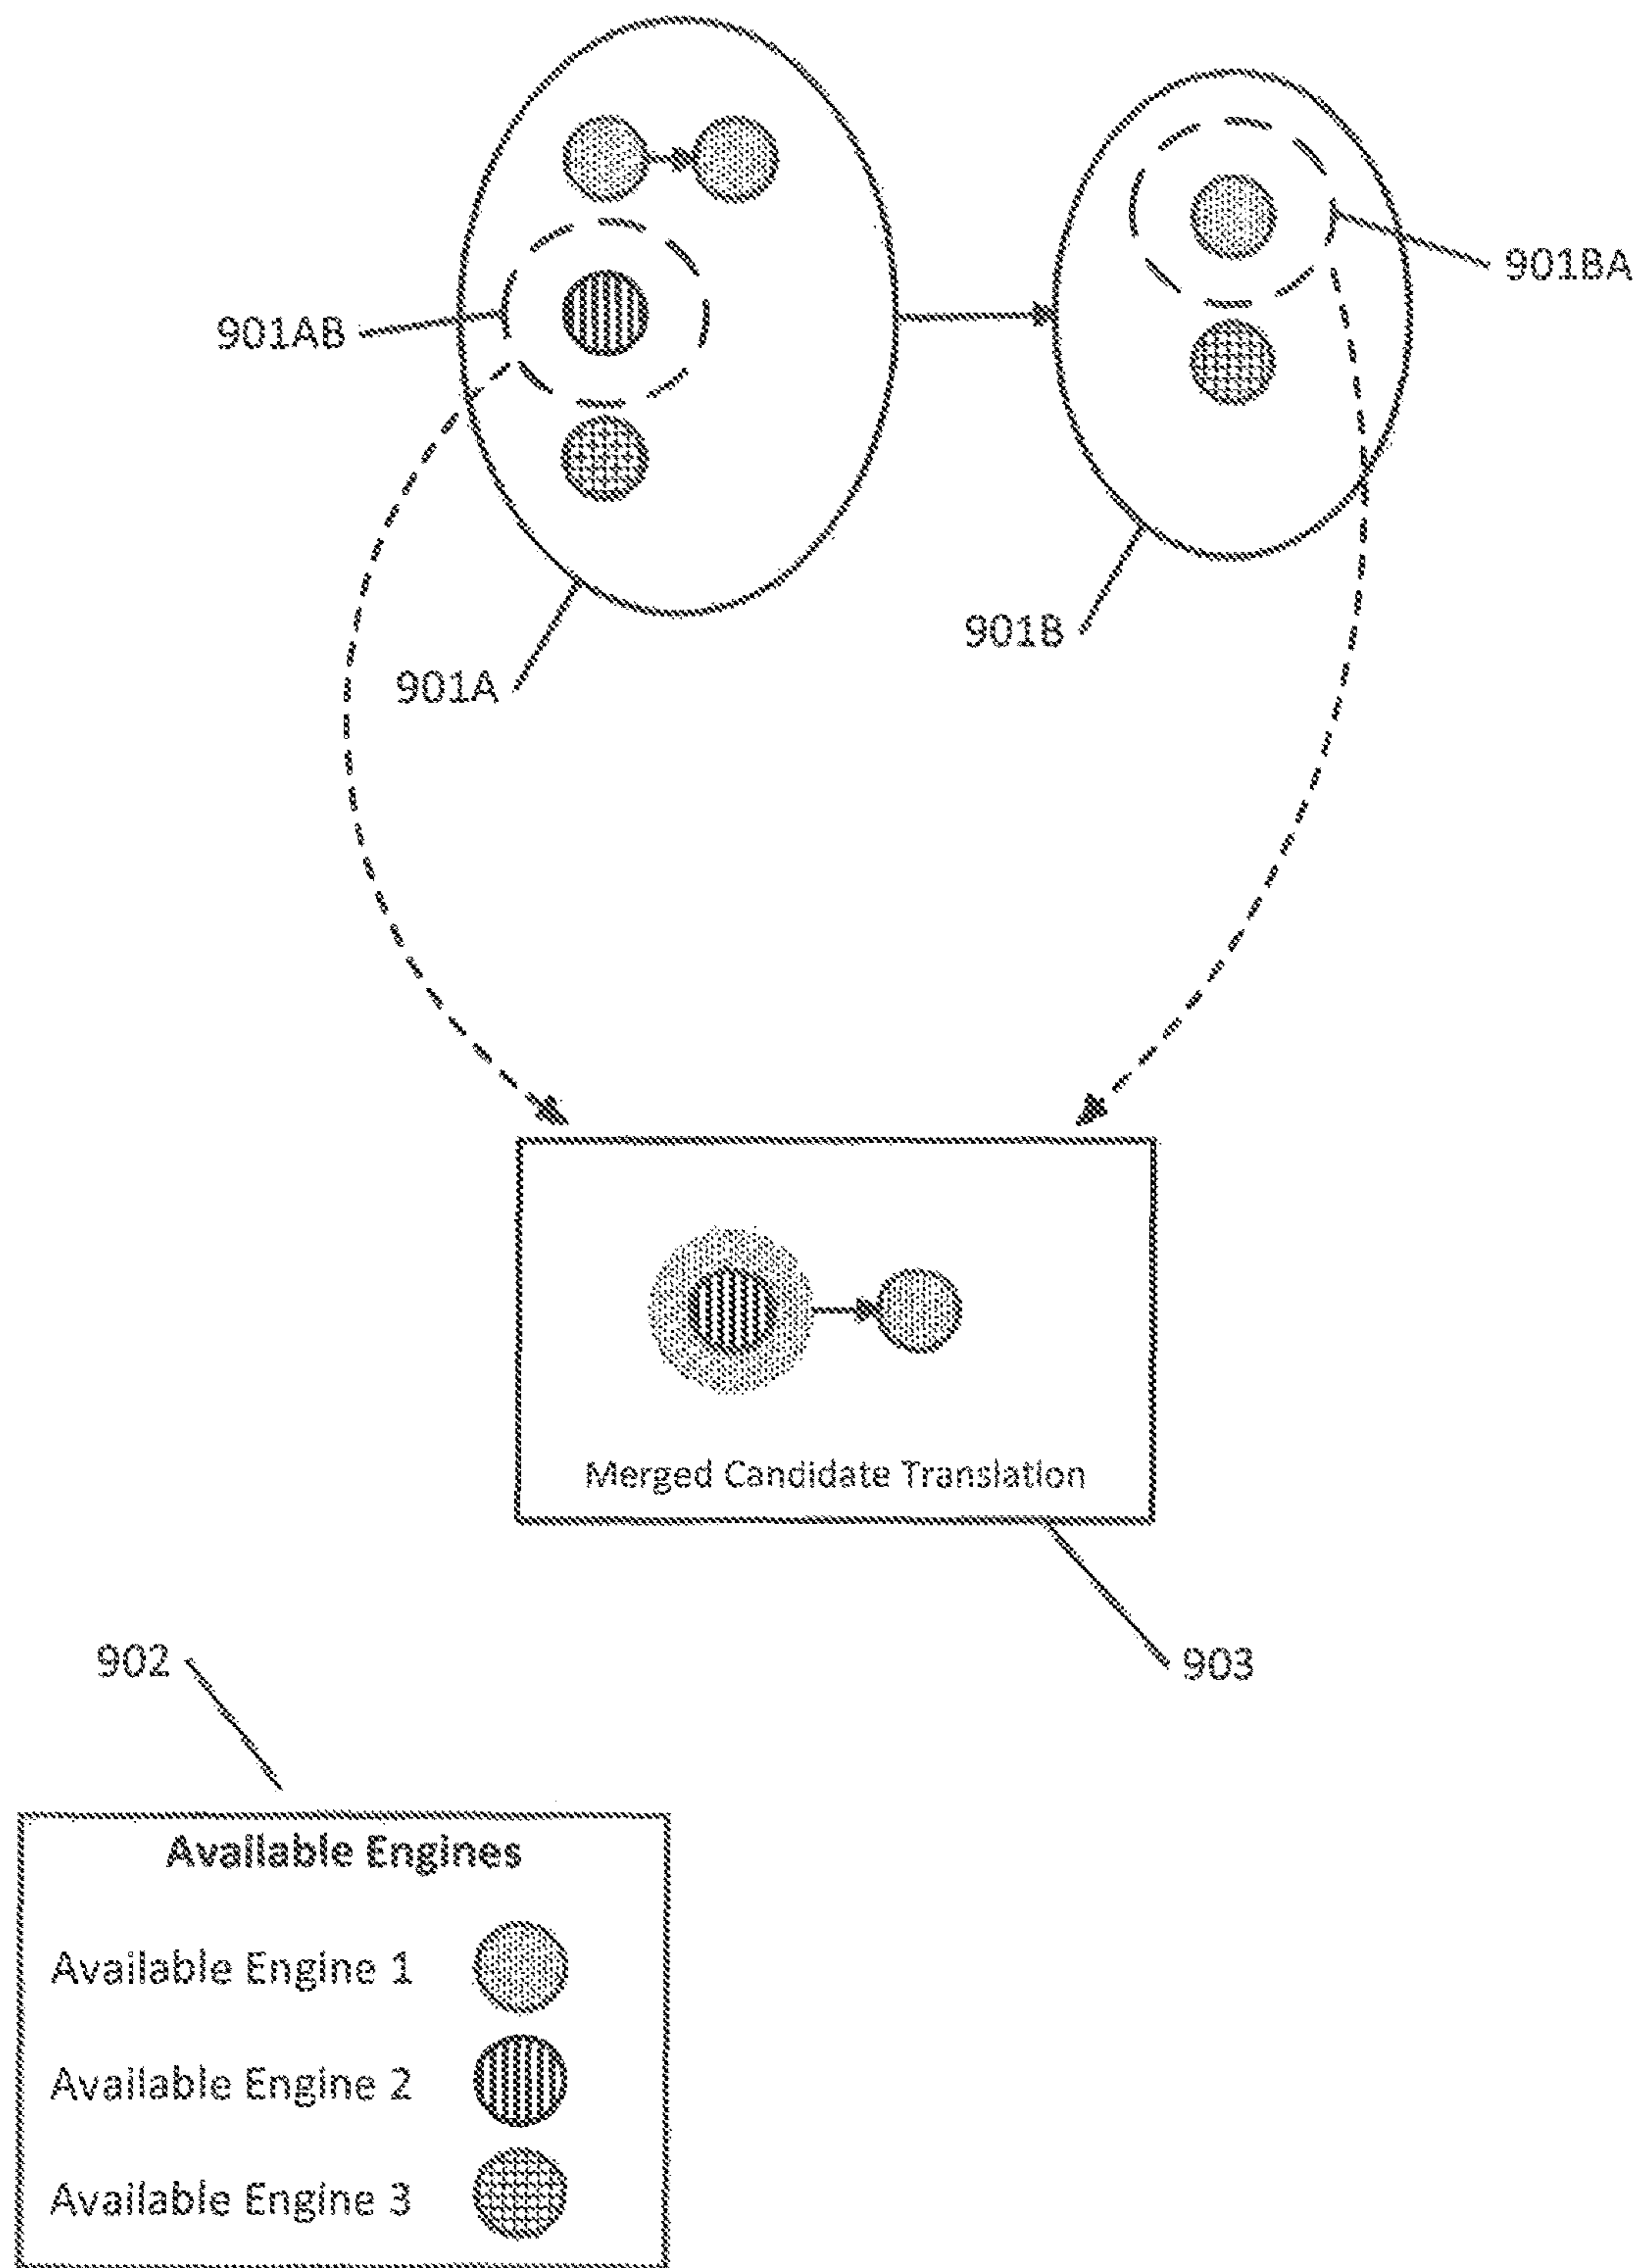 901BA
901AB
901B
901A
Merged Candidate Translation
902
903
Available Engines
Available Engine 1
Available Engine 2
Available Engine 3